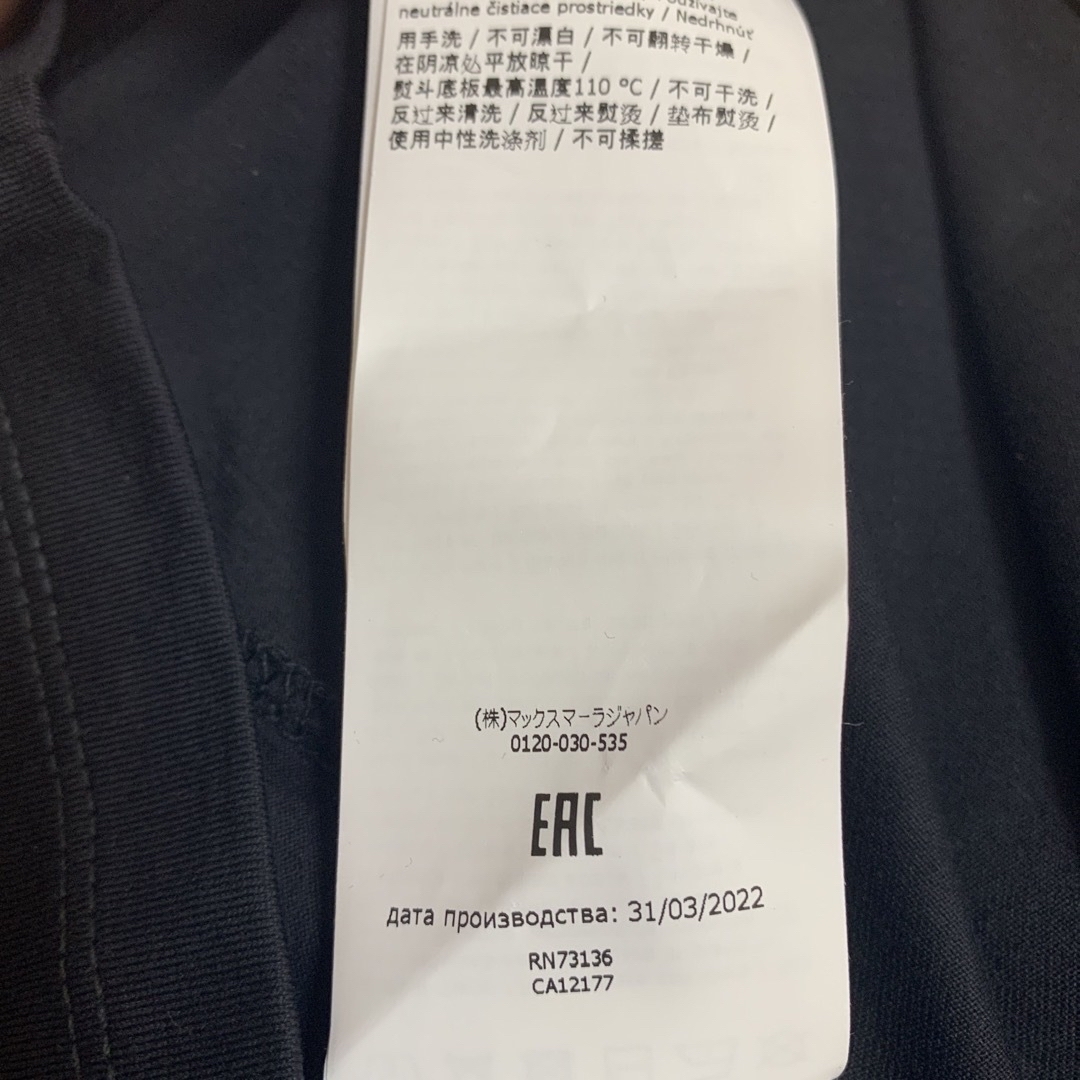 neutrálne čistiace prostriedky / Nedrhnúť
用手洗 / 不可漂白 / 不可翻转干燥 /
在阴凉处平放晾干 /
熨斗底板最高溫度110 °C / 不可干洗 /
反过来清洗 / 反过来熨烫 / 垫布熨烫 /
使用中性洗涤剂 / 不可揉搓
(株)マックスマーラジャパン
0120-030-535
EAC
дата производства: 31/03/2022
RN73136
CA12177